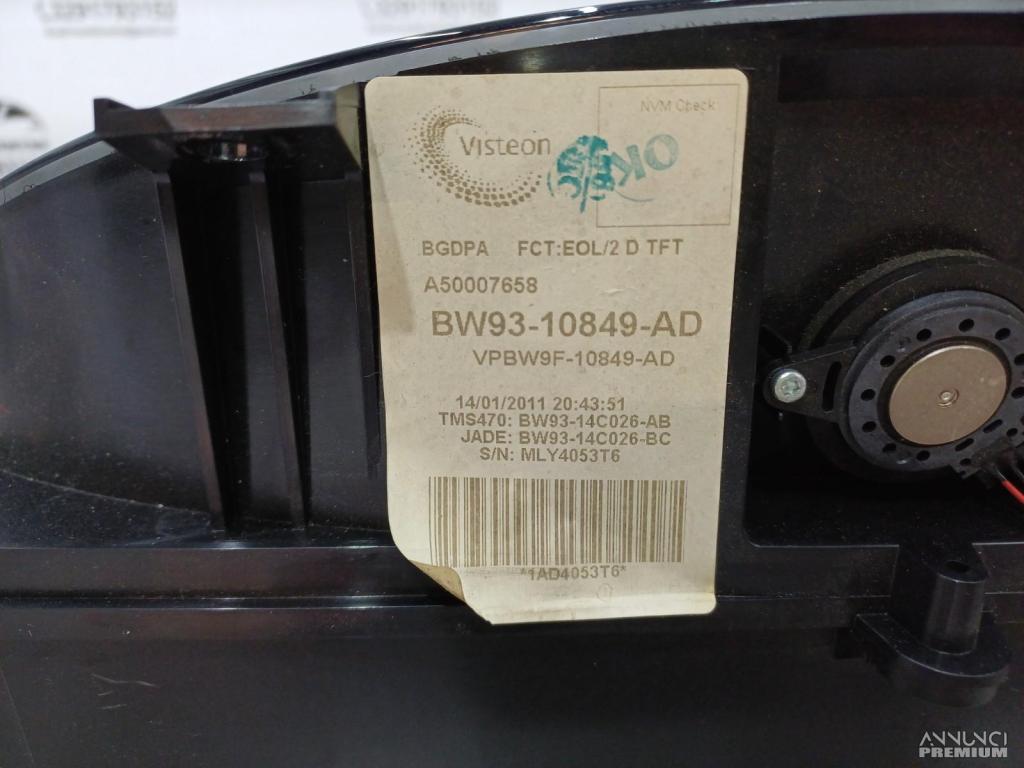 Visteon
NVM Check
OK
BGDPA FCT:EOL/2 D TFT
A50007658
BW93-10849-AD
VPBW9F-10849-AD
14/01/2011 20:43:51
TMS470: BW93-14C026-AB
JADE: BW93-14C026-BC
S/N: MLY4053T6
*1AD4053T6*
ANNUNCI
PREMIUM